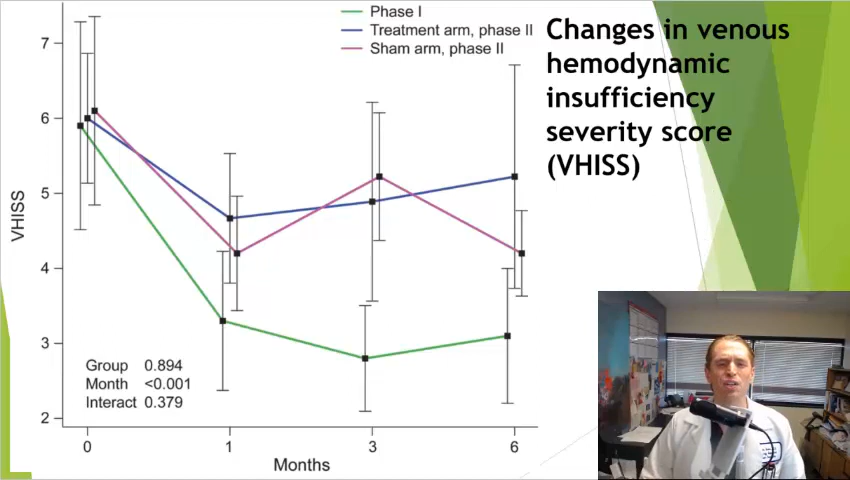 Phase I
Treatment arm, phase II
Sham arm, phase II
Changes in venous
hemodynamic
insufficiency
severity score
(VHISS)
7
6
5
4
3
2
VHISS
Group 0.894
Month <0.001
Interact 0.379
0 1 3 6
Months